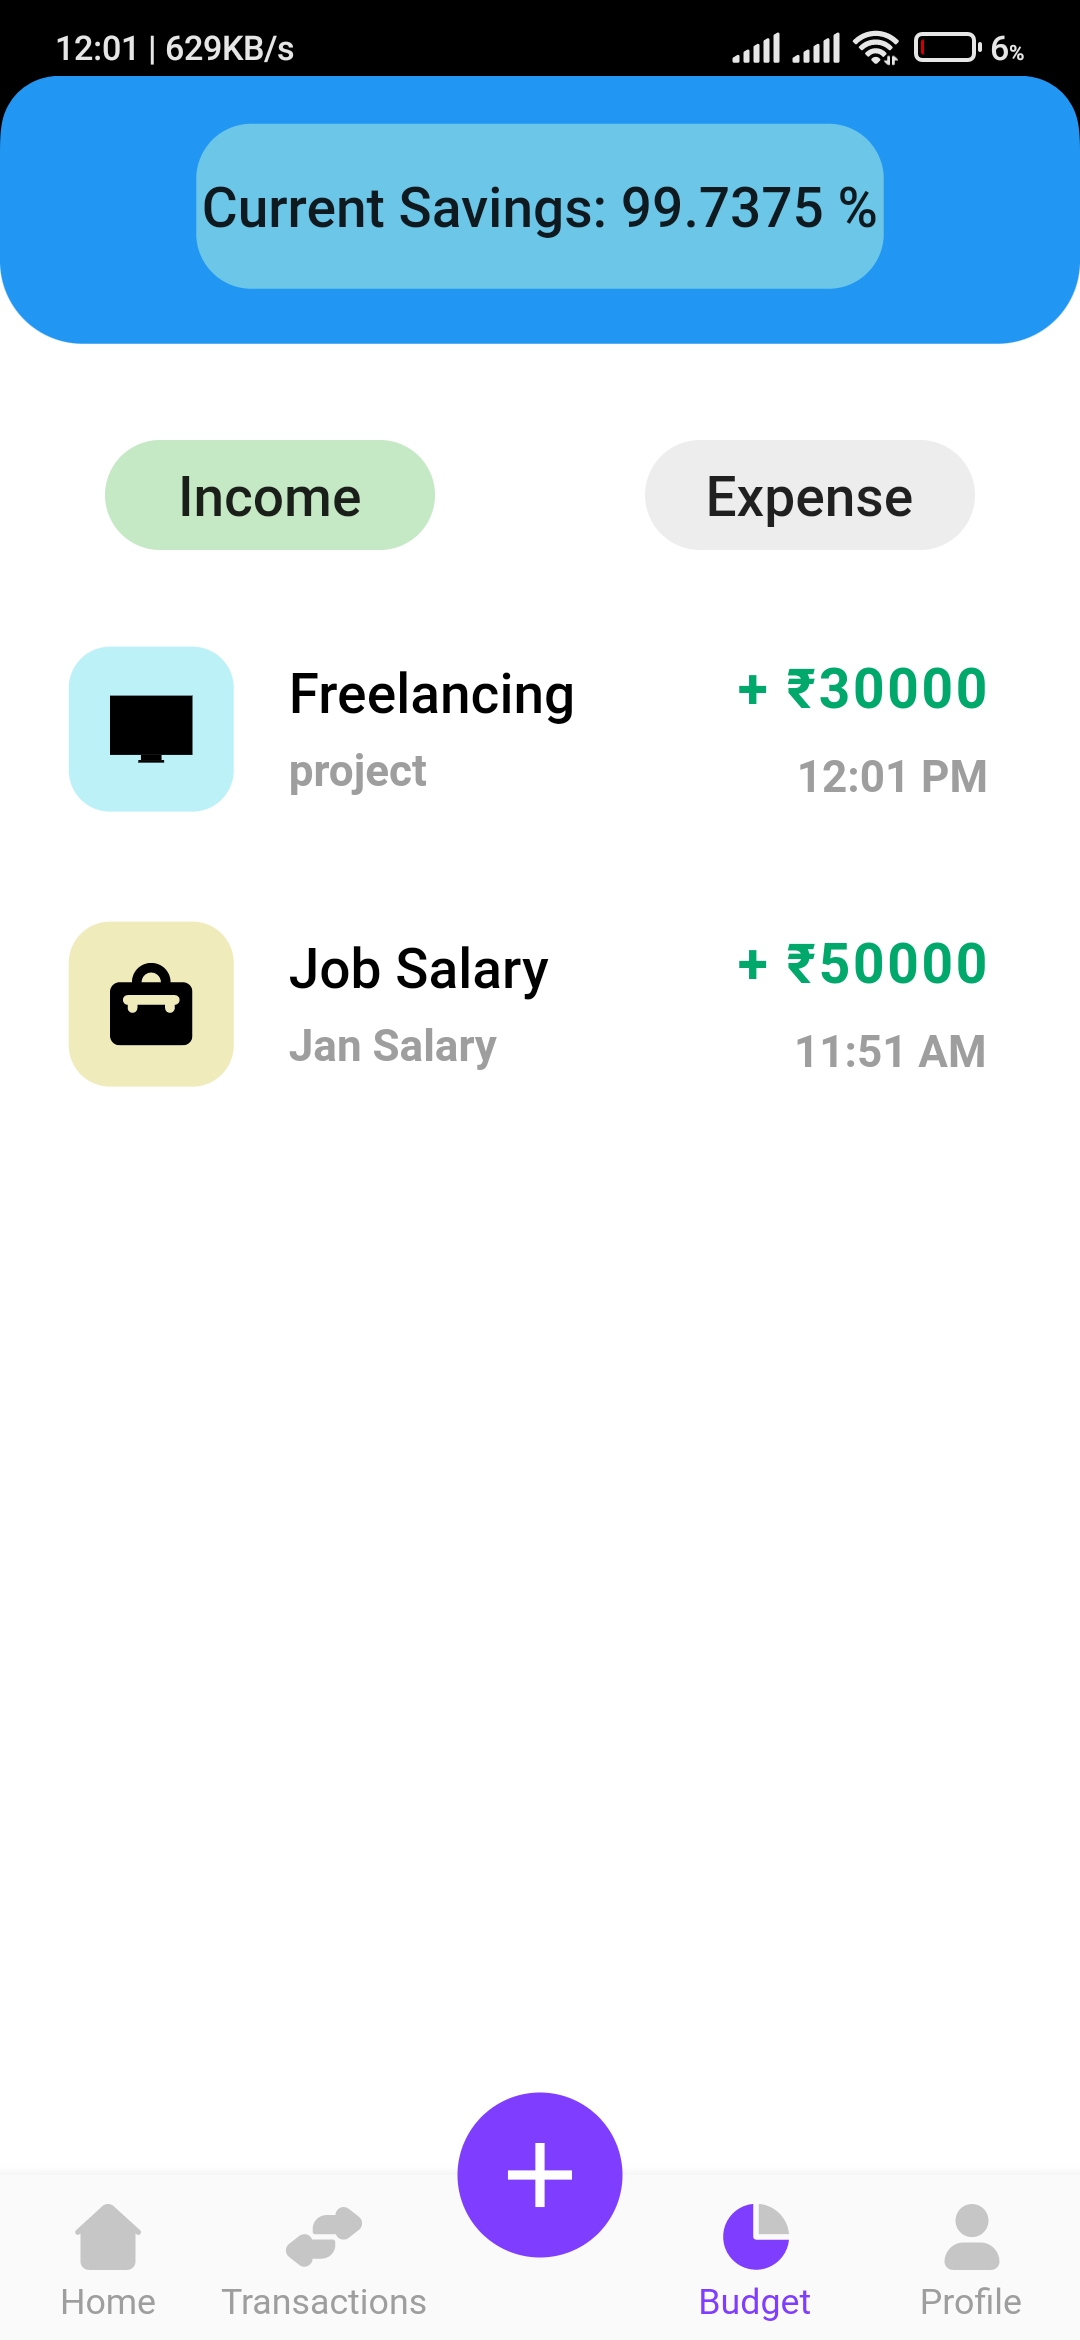 12:01 | 629KB/s 6%
Current Savings: 99.7375 %
Income Expense
Freelancing + ₹30000
project 12:01 PM
Job Salary + ₹50000
Jan Salary 11:51 AM
Home Transactions Budget Profile